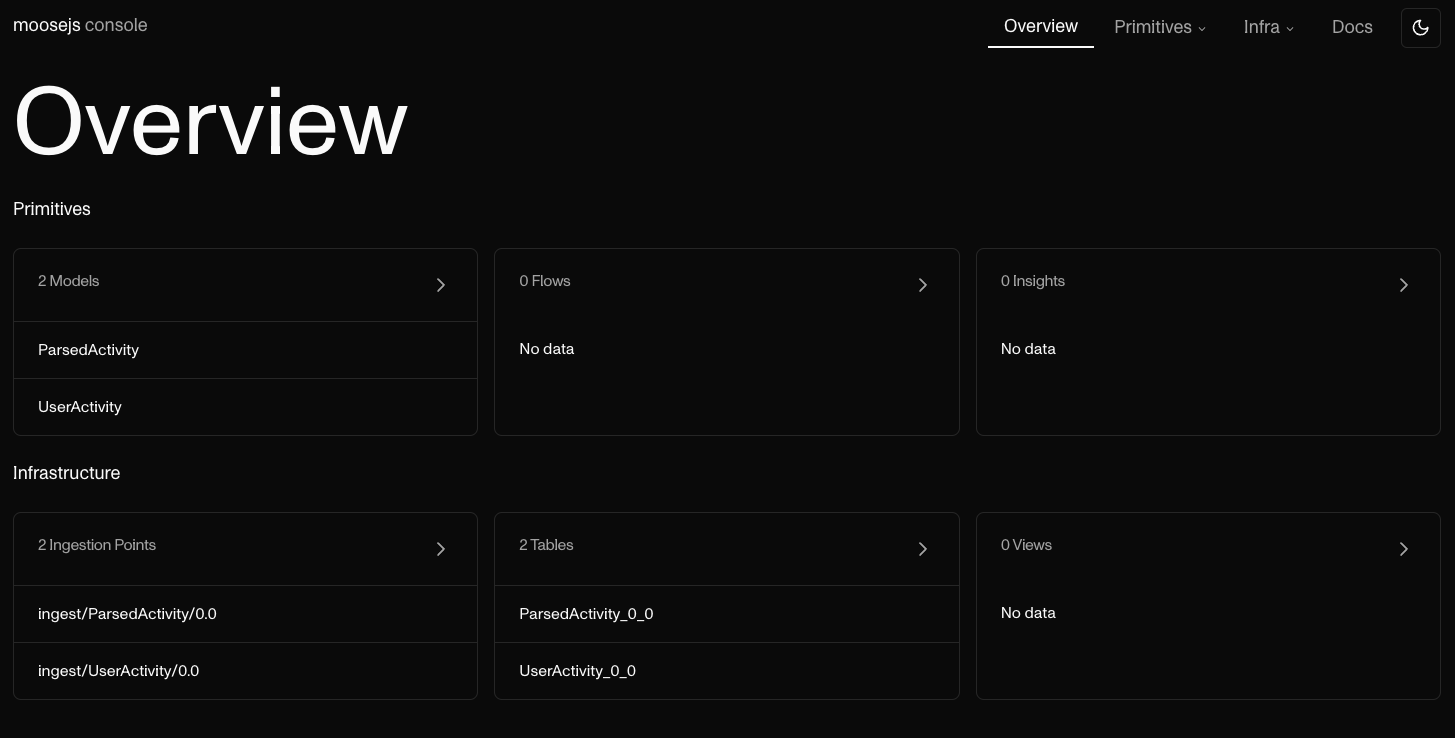 moosejs console
Overview Primitives Infra Docs
Overview
Primitives
2 Models
ParsedActivity
UserActivity
0 Flows
No data
0 Insights
No data
Infrastructure
2 Ingestion Points
ingest/ParsedActivity/0.0
ingest/UserActivity/0.0
2 Tables
ParsedActivity_0_0
UserActivity_0_0
0 Views
No data